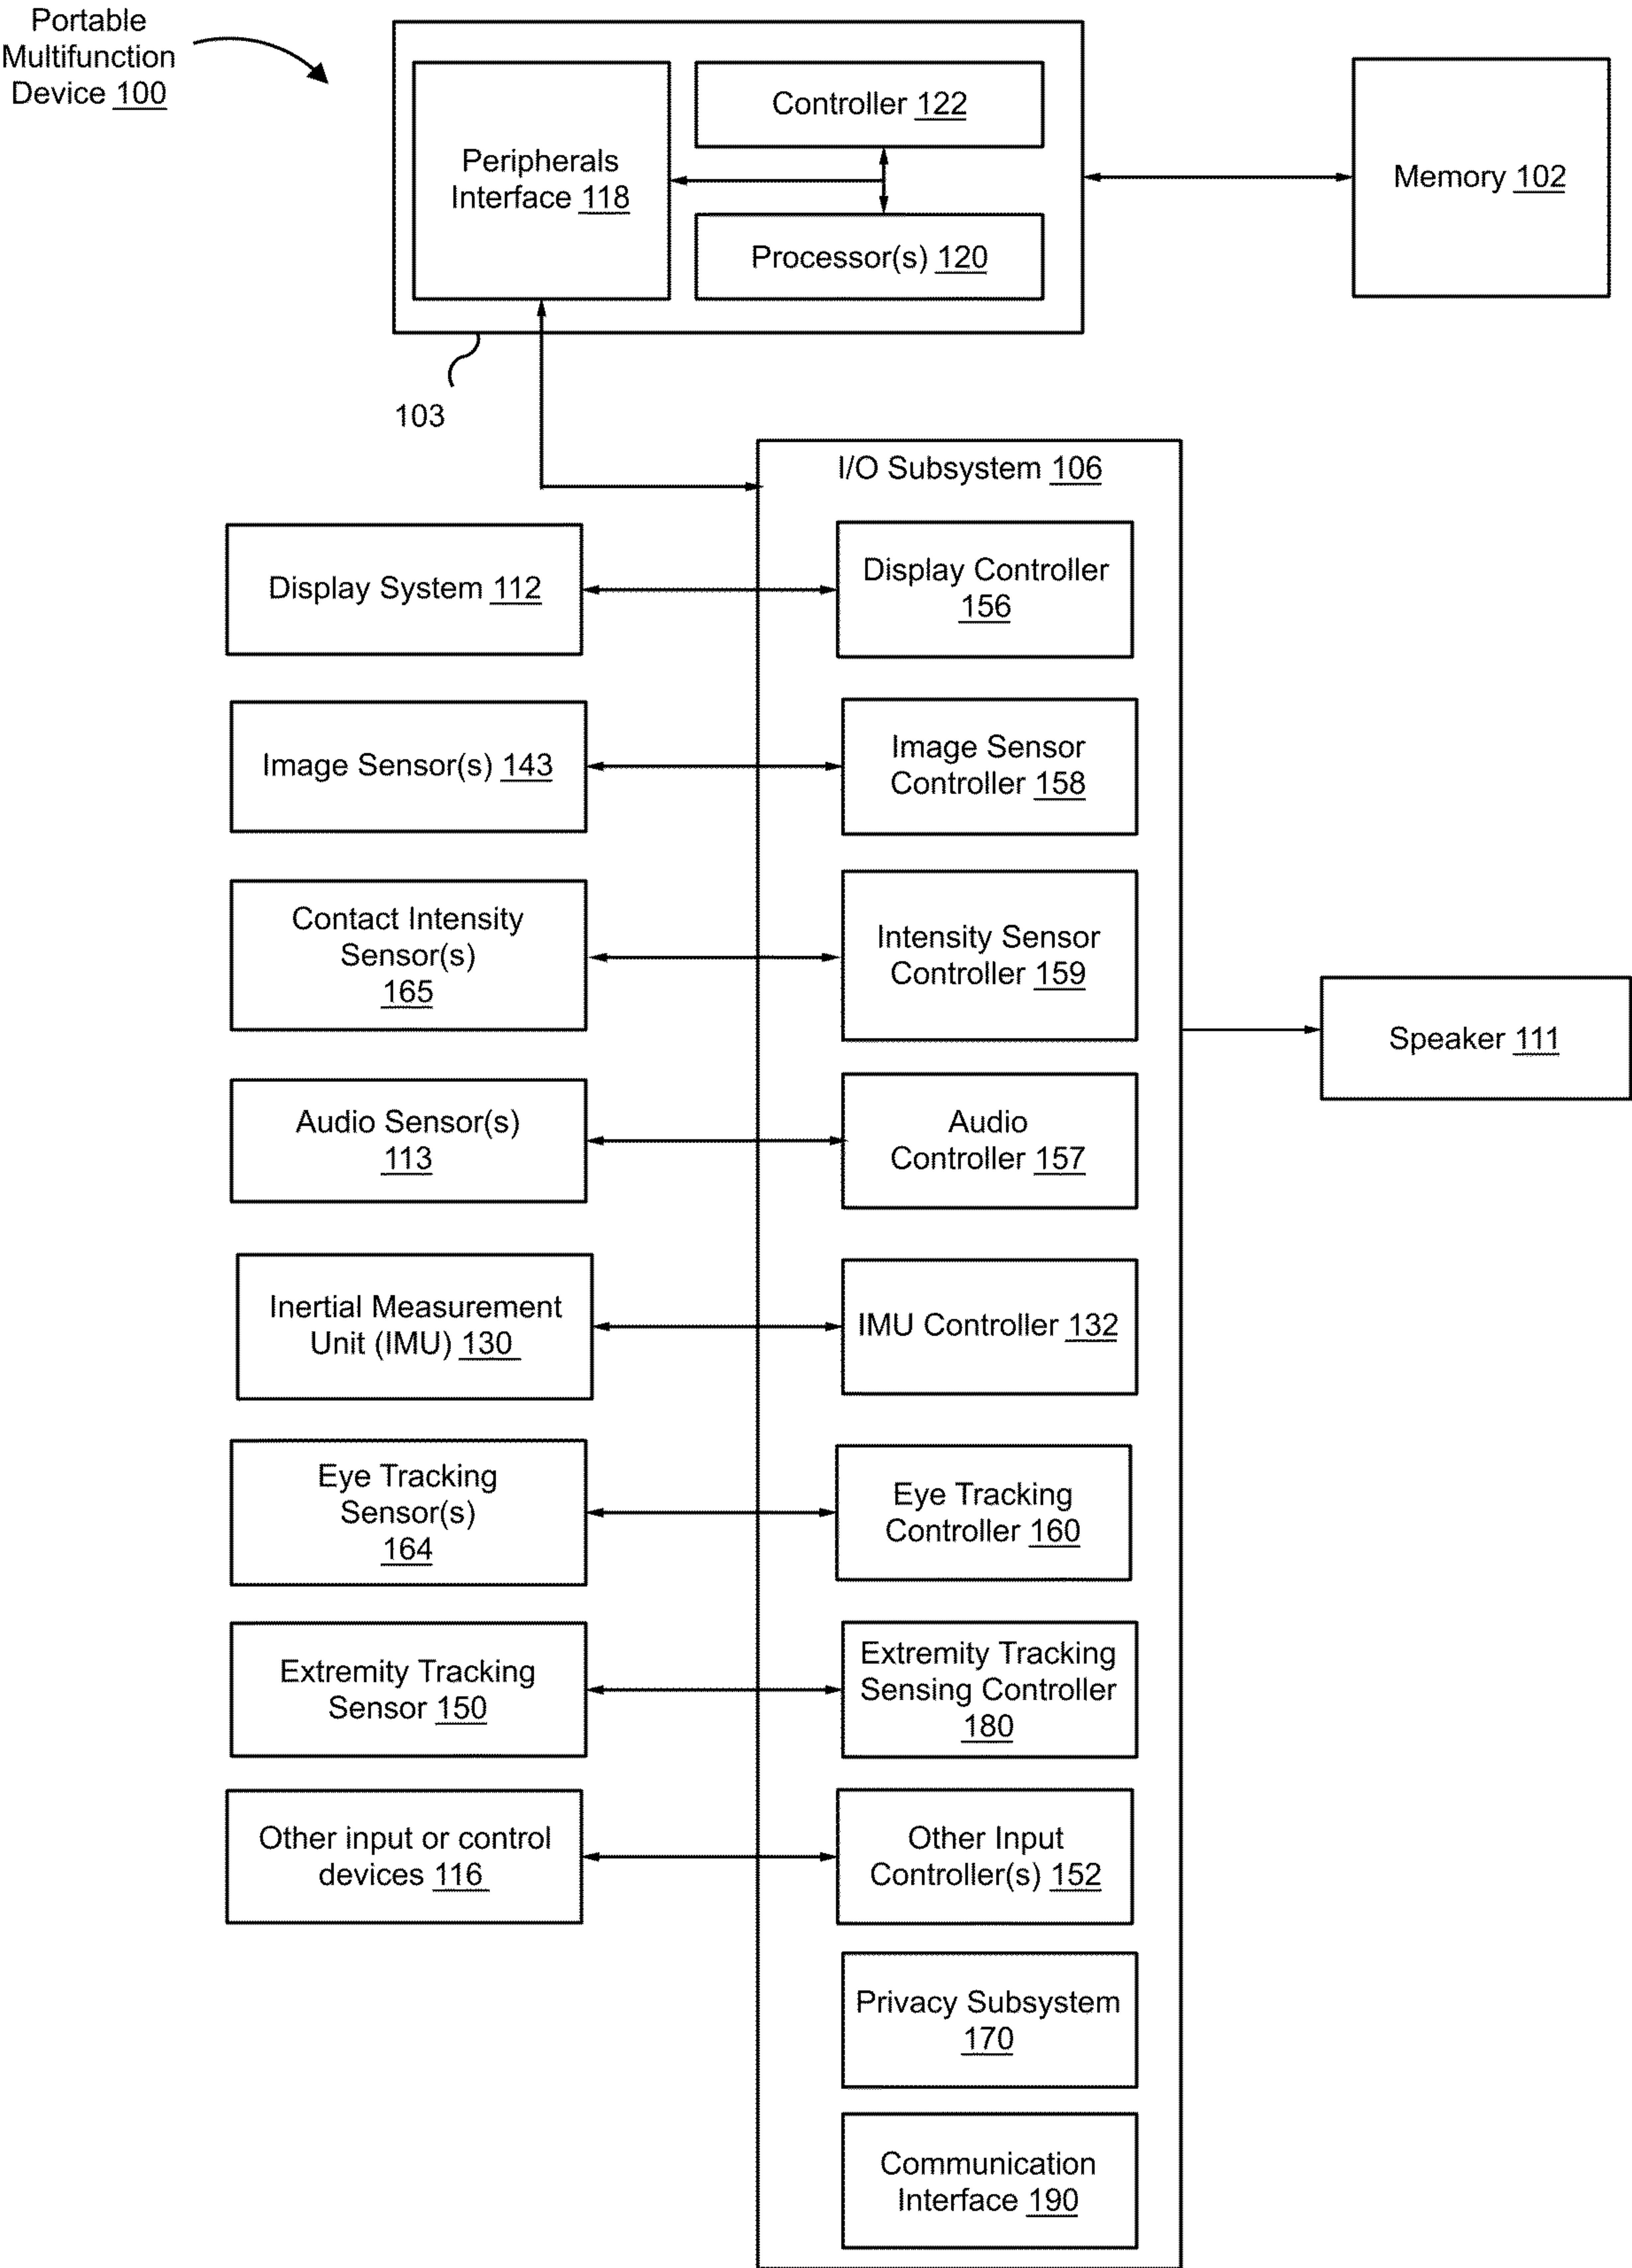 Portable
Multifunction
Device 100
Controller 122
Peripherals
Interface 118
Processor(s) 120
Memory 102
103
I/O Subsystem 106
Display System 112
Display Controller
156
Image Sensor(s) 143
Image Sensor
Controller 158
Contact Intensity
Sensor(s)
165
Intensity Sensor
Controller 159
Speaker 111
Audio Sensor(s)
113
Audio
Controller 157
Inertial Measurement
Unit (IMU) 130
IMU Controller 132
Eye Tracking
Sensor(s)
164
Eye Tracking
Controller 160
Extremity Tracking
Sensor 150
Extremity Tracking
Sensing Controller
180
Other input or control
devices 116
Other Input
Controller(s) 152
Privacy Subsystem
170
Communication
Interface 190